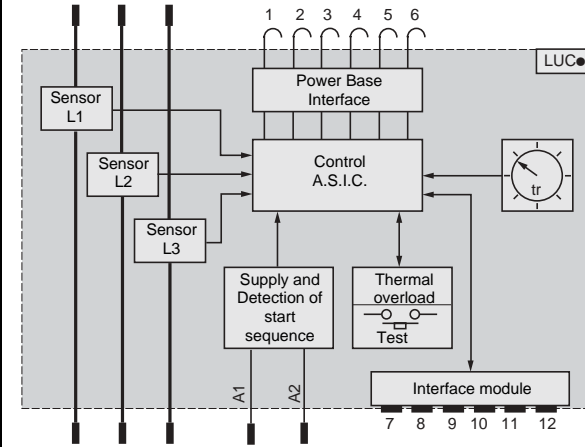 1 2 3 4 5 6
LUC●
Power Base
Interface
Sensor
L1
Control
A.S.I.C.
Sensor
L2
tr
Sensor
L3
Supply and
Detection of
start
sequence
Thermal
overload
Test
A1
A2
Interface module
7 8 9 10 11 12